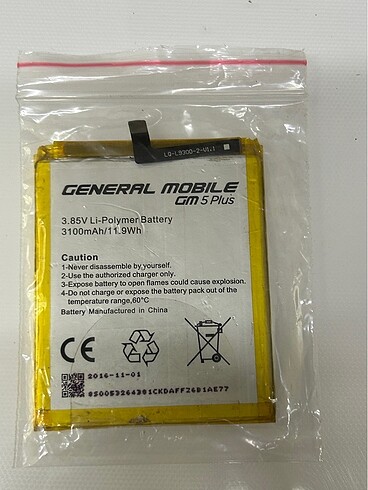 LQ-L9300-2-V1.1
GENERAL MOBILE
GM 5 Plus
3.85V Li-Polymer Battery
3100mAh/11.9Wh
Caution
1-Never disassemble by yourself.
2-Use the authorized charger only.
3-Expose battery to open flames could cause explosion.
4-Do not charge or expose the battery pack out of the
temperature range,60°C
Battery Manufactured in China
CE
2016-11-01